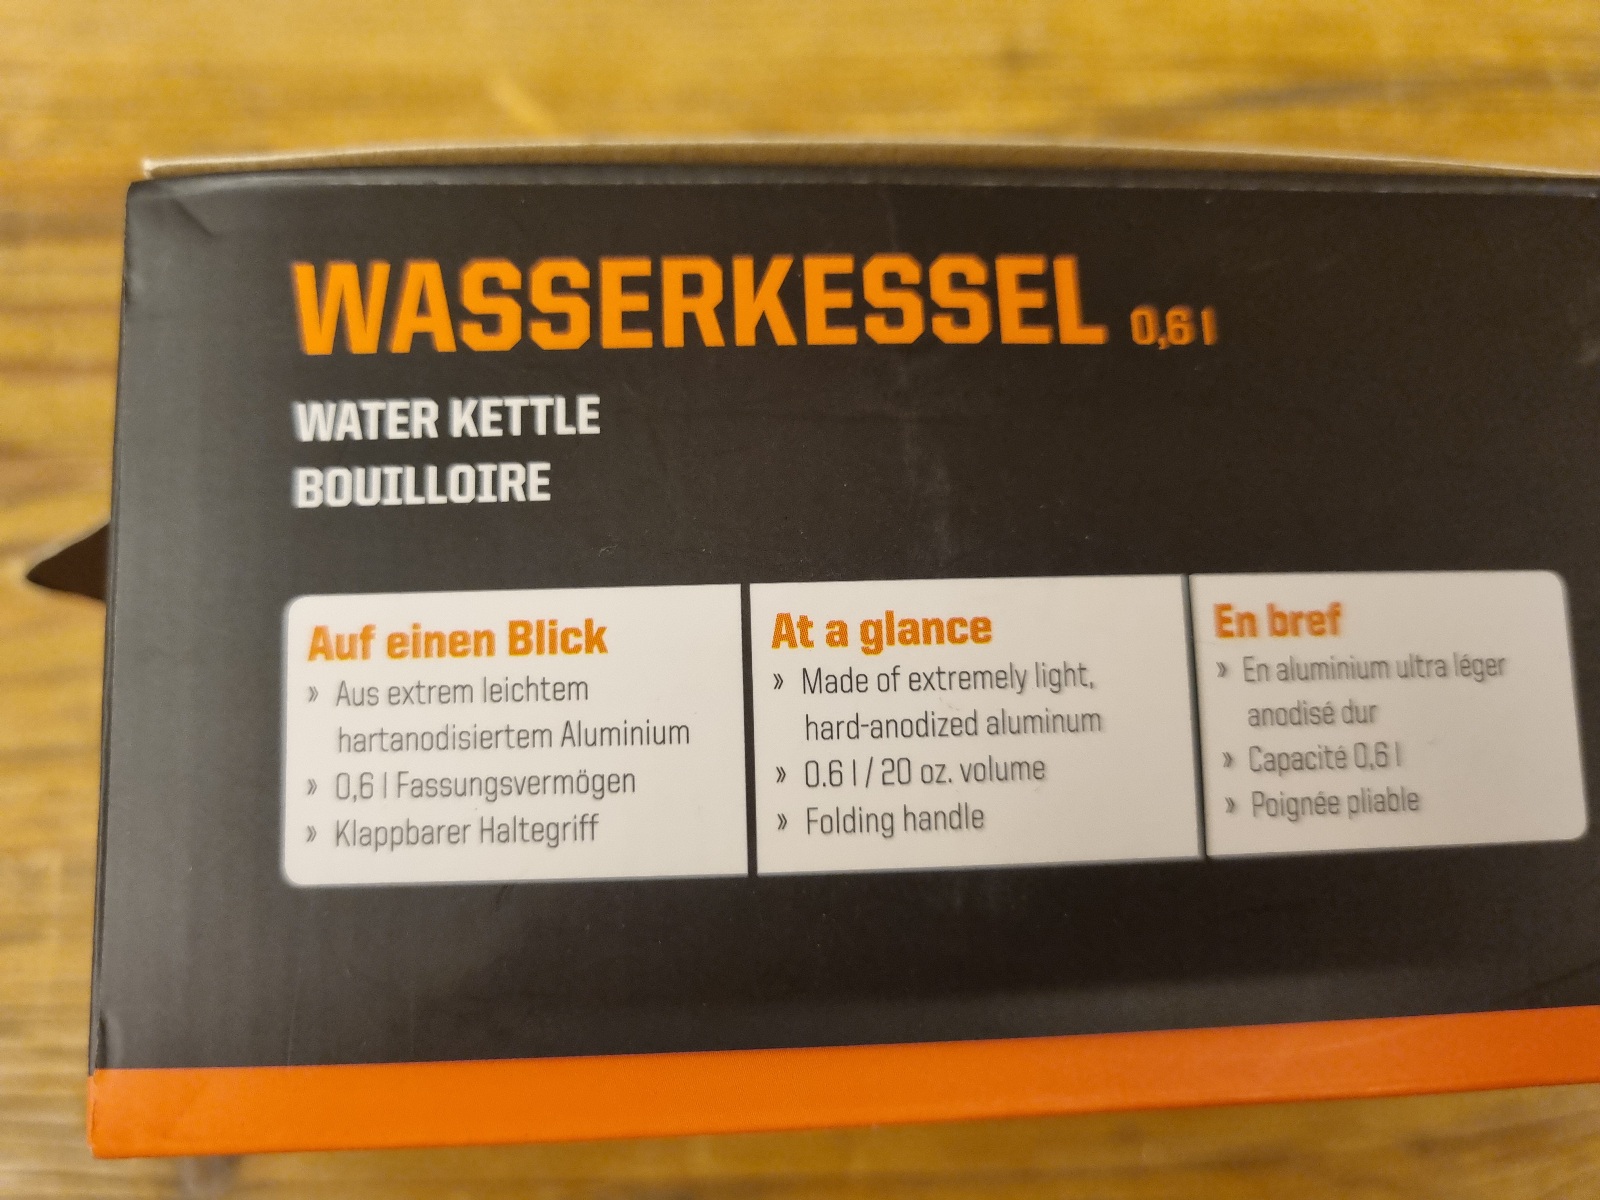 WASSERKESSEL 0,6 l
WATER KETTLE
BOUILLOIRE
Auf einen Blick
» Aus extrem leichtem
hartanodisiertem Aluminium
» 0,6 l Fassungsvermögen
» Klappbarer Haltegriff
At a glance
» Made of extremely light,
hard-anodized aluminum
» 0.6 l / 20 oz. volume
» Folding handle
En bref
» En aluminium ultra léger
anodisé dur
» Capacité 0,6 l
» Poignée pliable